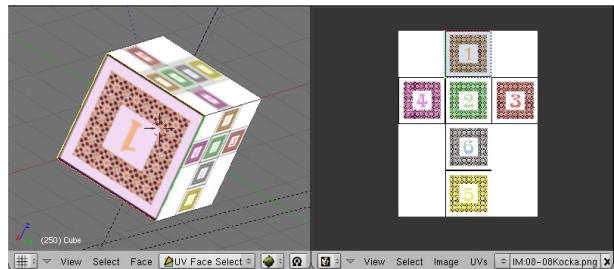 1
(250) Cube
View Select Face UV Face Select
1
4 2 3
6
5
View Select Image UVs IM:08-08Kocka.png X